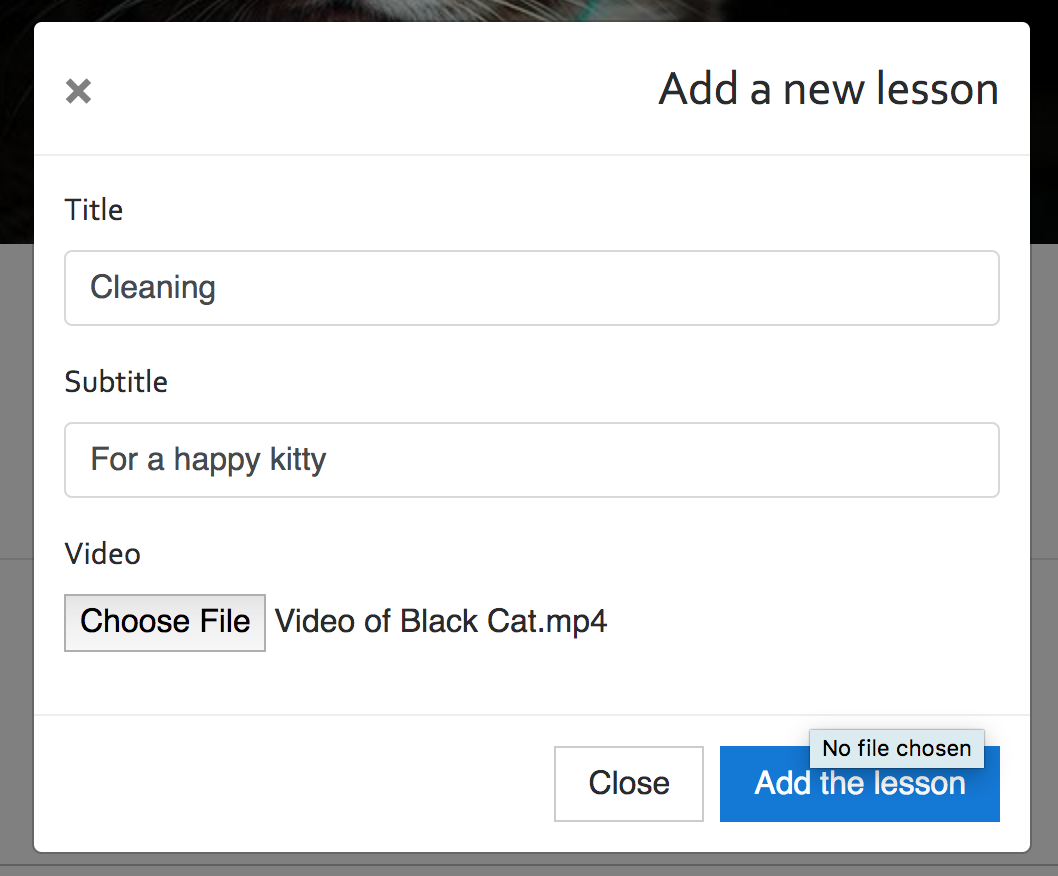 Add a new lesson
Title
Cleaning
Subtitle
For a happy kitty
Video
Choose File Video of Black Cat.mp4
No file chosen
Close Add the lesson